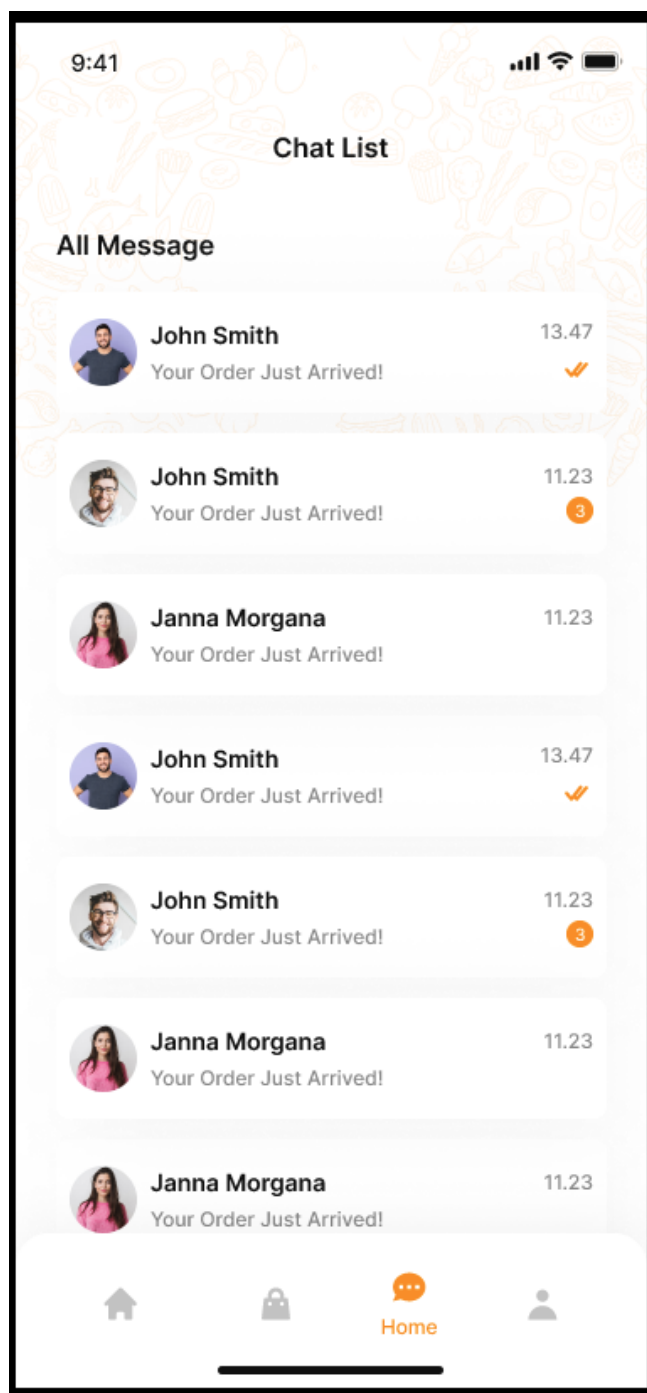 9:41
Chat List
All Message
John Smith
13.47
Your Order Just Arrived!
John Smith
11.23
Your Order Just Arrived!
3
Janna Morgana
11.23
Your Order Just Arrived!
John Smith
13.47
Your Order Just Arrived!
John Smith
11.23
Your Order Just Arrived!
3
Janna Morgana
11.23
Your Order Just Arrived!
Janna Morgana
11.23
Your Order Just Arrived!
Home